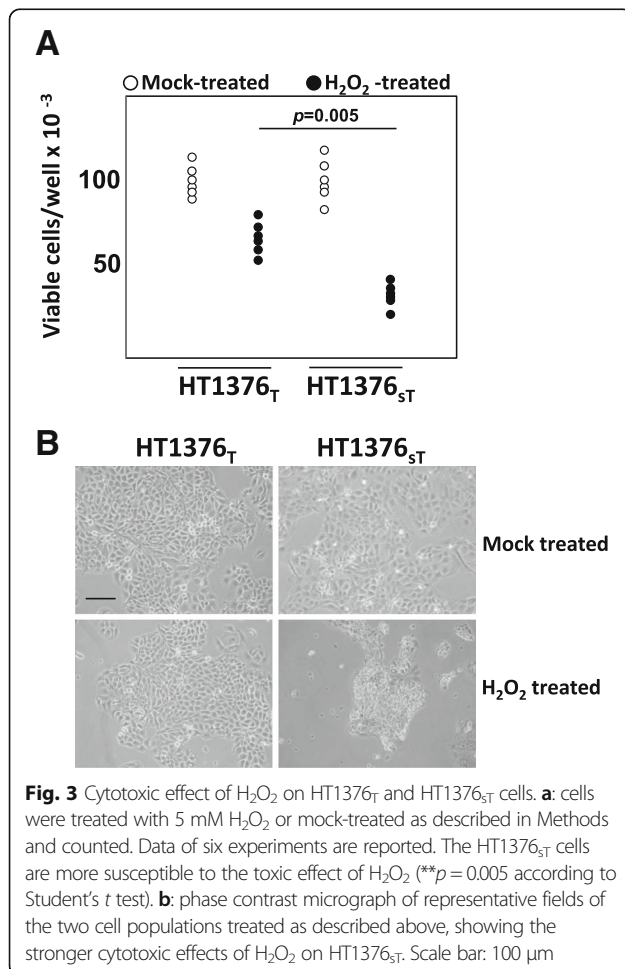 A
○ Mock-treated ● H₂O₂ -treated
p=0.005
Viable cells/well x 10 ⁻³
100
50
HT1376T HT1376sT
B
HT1376T HT1376sT
Mock treated
H₂O₂ treated
Fig. 3 Cytotoxic effect of H₂O₂ on HT1376T and HT1376sT cells. a: cells
were treated with 5 mM H₂O₂ or mock-treated as described in Methods
and counted. Data of six experiments are reported. The HT1376sT cells
are more susceptible to the toxic effect of H₂O₂ (**p = 0.005 according to
Student's t test). b: phase contrast micrograph of representative fields of
the two cell populations treated as described above, showing the
stronger cytotoxic effects of H₂O₂ on HT1376sT. Scale bar: 100 μm